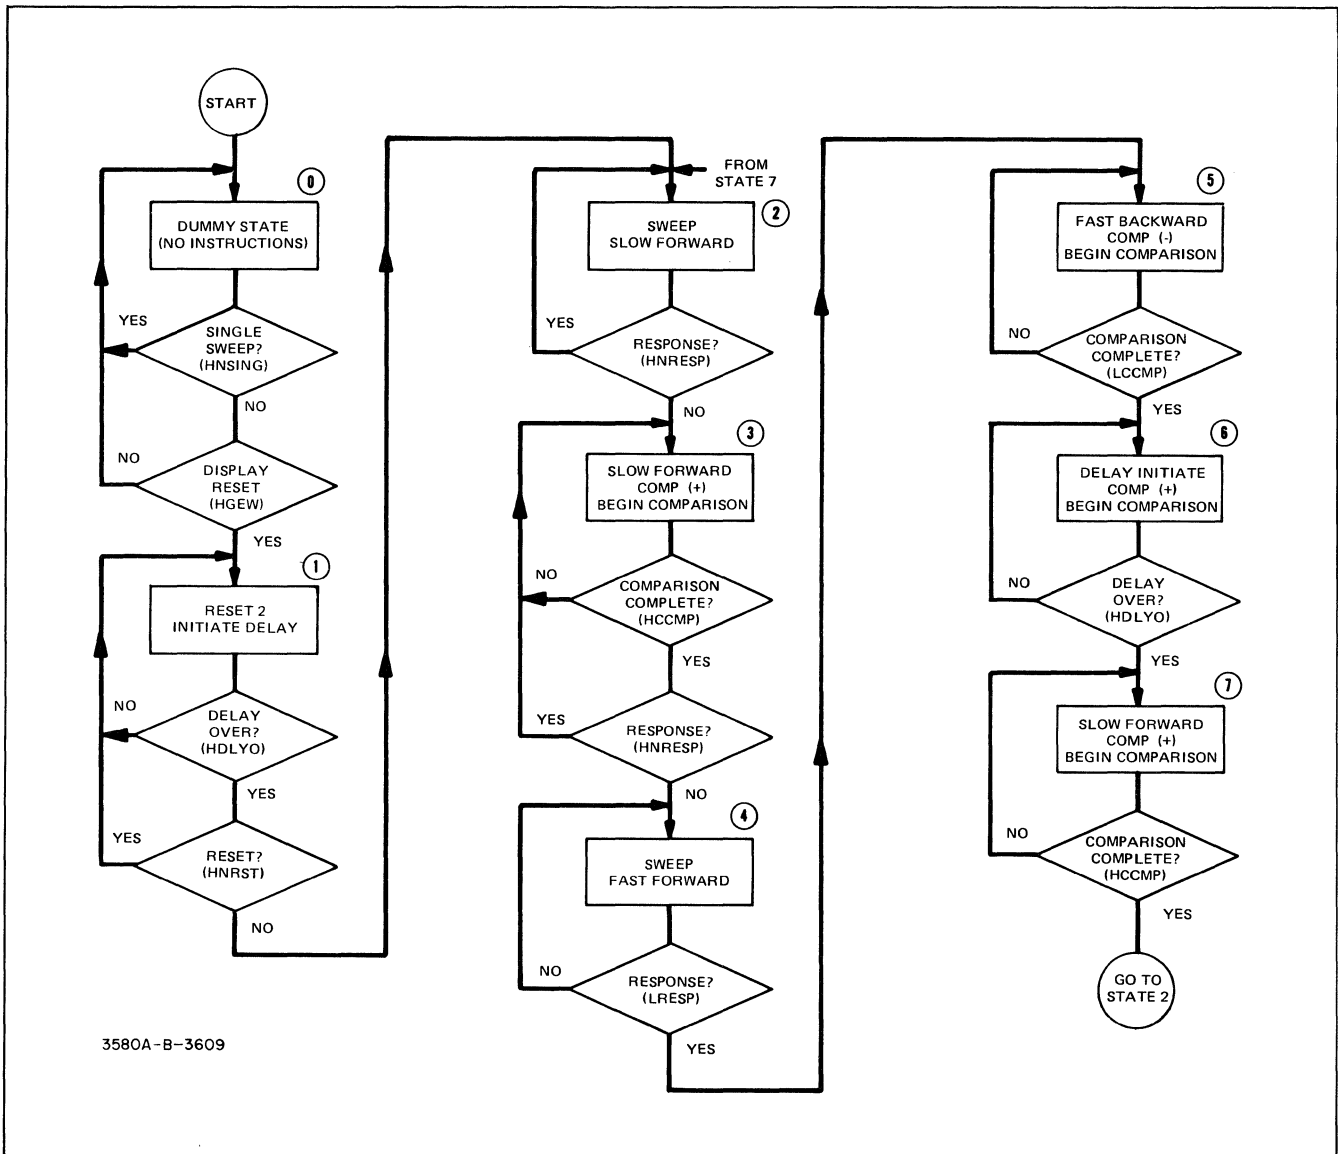 START
0
DUMMY STATE
(NO INSTRUCTIONS)
YES
SINGLE
SWEEP?
(HNSING)
NO
NO
DISPLAY
RESET
(HGEW)
YES
1
RESET 2
INITIATE DELAY
NO
DELAY
OVER?
(HDLYO)
YES
YES
RESET?
(HNRST)
NO
FROM
STATE 7
2
SWEEP
SLOW FORWARD
YES
RESPONSE?
(HNRESP)
NO
3
SLOW FORWARD
COMP (+)
BEGIN COMPARISON
NO
COMPARISON
COMPLETE?
(HCCMP)
YES
YES
RESPONSE?
(HNRESP)
NO
4
SWEEP
FAST FORWARD
NO
RESPONSE?
(LRESP)
YES
5
FAST BACKWARD
COMP (-)
BEGIN COMPARISON
NO
COMPARISON
COMPLETE?
(LCCMP)
YES
6
DELAY INITIATE
COMP (+)
BEGIN COMPARISON
NO
DELAY
OVER?
(HDLYO)
YES
7
SLOW FORWARD
COMP (+)
BEGIN COMPARISON
NO
COMPARISON
COMPLETE?
(HCCMP)
YES
GO TO
STATE 2
3580A-B-3609